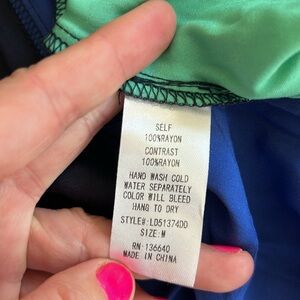 SELF
100%RAYON
CONTRAST
100%RAYON
HAND WASH COLD
WATER SEPARATELY
COLOR WILL BLEED
HANG TO DRY
STYLE#:LD51374DD
SIZE:M
RN:136640
MADE IN CHINA